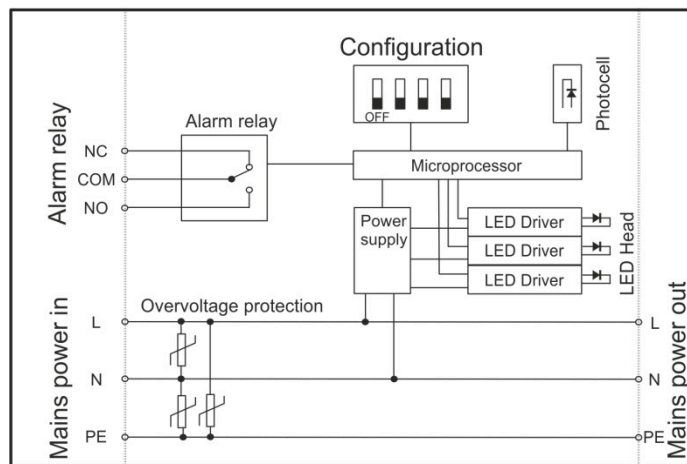 Configuration
OFF
Photocell
Alarm relay
Alarm relay
NC
COM
NO
Microprocessor
Power
supply
LED Driver
LED Driver
LED Driver
LED Head
Mains power in
Overvoltage protection
L
N
PE
L
N
PE
Mains power out